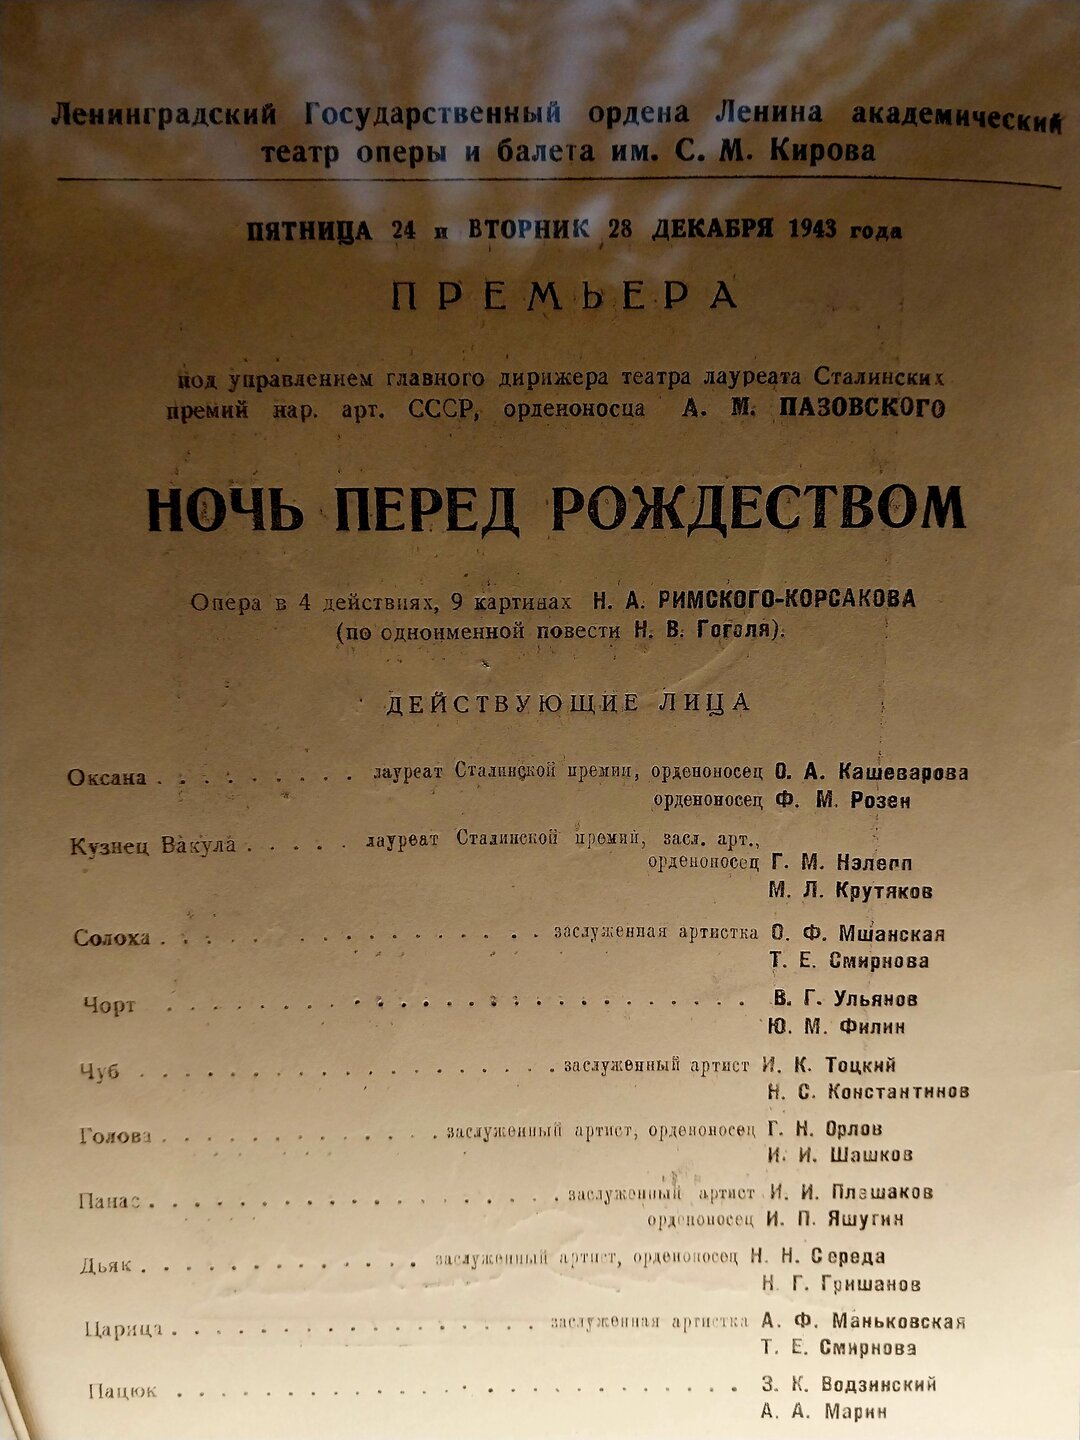 Ленинградский Государственный ордена Ленина академический
театр оперы и балета им. С. М. Кирова
ПЯТНИЦА 24 и ВТОРНИК 28 ДЕКАБРЯ 1943 года
ПРЕМЬЕРА
под управлением главного дирижера театра лауреата Сталинских
премий нар. арт. СССР, орденоносца А. М. ПАЗОВСКОГО
НОЧЬ ПЕРЕД РОЖДЕСТВОМ
Опера в 4 действиях, 9 картинах Н. А. РИМСКОГО-КОРСАКОВА
(по одноименной повести Н. В. Гоголя).
ДЕЙСТВУЮЩИЕ ЛИЦА
Оксана . . . . . . . . . лауреат Сталинской премии, орденоносец О. А. Кашеварова
орденоносец Ф. М. Розен
Кузнец Вакула . . . . . лауреат Сталинской премий, засл. арт.,
орденоносец Г. М. Нэлепп
М. Л. Крутяков
Солоха . . . . . . . . . . . . . . . . . заслуженная артистка О. Ф. Мшанская
Т. Е. Смирнова
Чорт . . . . . . . . . . . . . . . . . . . . . . . . . . В. Г. Ульянов
Ю. М. Филин
Чуб . . . . . . . . . . . . . . . . . . . заслуженный артист И. К. Тоцкий
Н. С. Константинов
Голова . . . . . . . . . . . . . заслуженный артист, орденоносец Г. Н. Орлов
И. И. Шашков
Панас . . . . . . . . . . . . . . . . . . заслуженный артист И. И. Плешаков
орденоносец И. П. Яшугин
Дьяк . . . . . . . . . . . . . заслуженный артист, орденоносец Н. Н. Середа
Н. Г. Гришанов
Царица . . . . . . . . . . . . . . . . . заслуженная артистка А. Ф. Маньковская
Т. Е. Смирнова
Пацюк . . . . . . . . . . . . . . . . . . . . . . . . . З. К. Водзинский
А. А. Марин